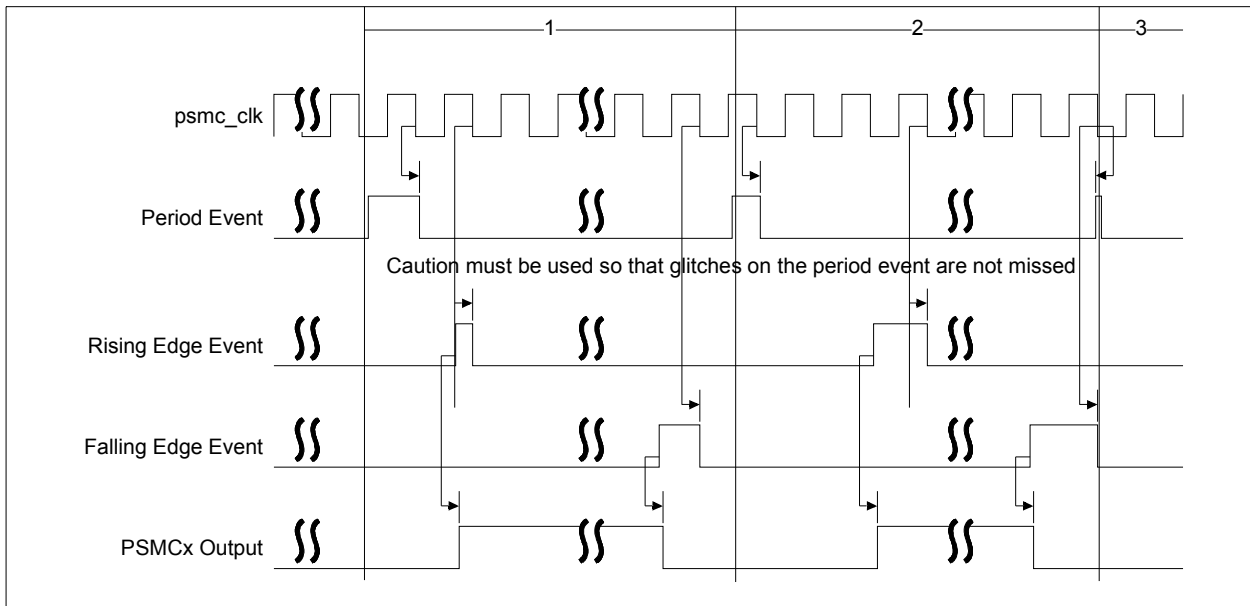 1 2 3
psmc_clk
Period Event
Caution must be used so that glitches on the period event are not missed
Rising Edge Event
Falling Edge Event
PSMCx Output